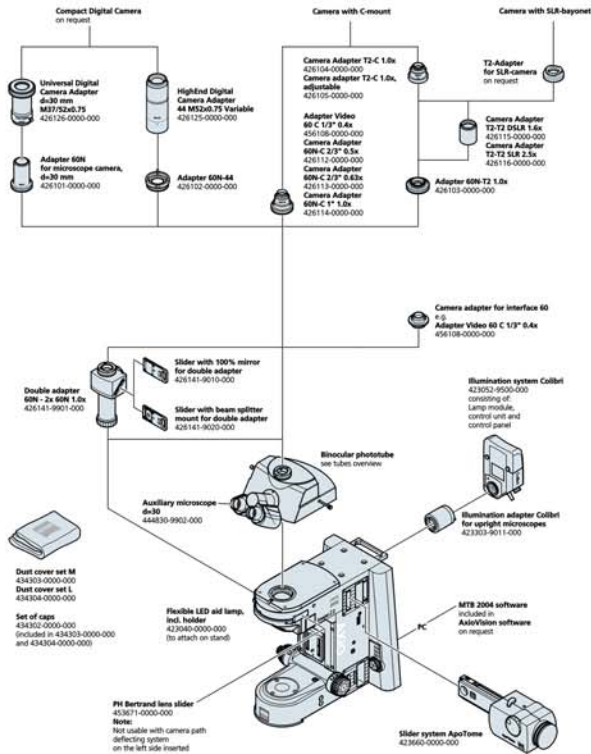 Compact Digital Camera
on request
Camera with C-mount
Camera with SLR-bayonet
Universal Digital
Camera Adapter
d=30 mm
M37/52x0.75
426126-0000-000
HighEnd Digital
Camera Adapter
44 M52x0.75 Variable
426125-0000-000
Camera Adapter T2-C 1.0x
426104-0000-000
Camera adapter T2-C 1.0x,
adjustable
426105-0000-000
T2-Adapter
for SLR-camera
on request
Adapter Video
60 C 1/3" 0.4x
456108-0000-000
Camera Adapter
60N-C 2/3" 0.5x
426112-0000-000
Camera Adapter
60N-C 2/3" 0.63x
426113-0000-000
Camera Adapter
60N-C 1" 1.0x
426114-0000-000
Camera Adapter
T2-T2 DSLR 1.6x
426115-0000-000
Camera Adapter
T2-T2 SLR 2.5x
426116-0000-000
Adapter 60N
for microscope camera,
d=30 mm
426101-0000-000
Adapter 60N-44
426102-0000-000
Adapter 60N-T2 1.0x
426103-0000-000
Camera adapter for interface 60
e.g.
Adapter Video 60 C 1/3" 0.4x
456108-0000-000
Slider with 100% mirror
for double adapter
426141-9010-000
Double adapter
60N - 2x 60N 1.0x
426141-9901-000
Slider with beam splitter
mount for double adapter
426141-9020-000
Illumination system Colibri
423052-9500-000
consisting of:
Lamp module,
control unit and
control panel
Binocular phototube
see tubes overview
Auxiliary microscope
d=30
444830-9902-000
Illumination adapter Colibri
for upright microscopes
423303-9011-000
Dust cover set M
434303-0000-000
Dust cover set L
434304-0000-000
Set of caps
434302-0000-000
(included in 434303-0000-000
and 434304-0000-000)
Flexible LED aid lamp,
incl. holder
423040-0000-000
(to attach on stand)
PC
MTB 2004 software
included in
AxioVision software
on request
PH Bertrand lens slider
453671-0000-000
Note:
Not usable with camera path
deflecting system
on the left side inserted
Slider system ApoTome
423660-0000-000